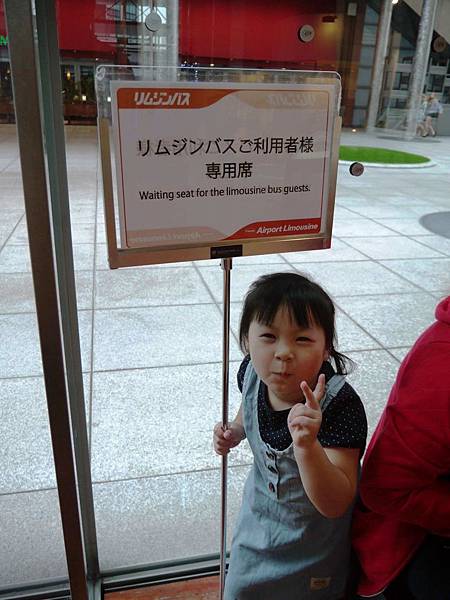 リムジンバス
リムジンバスご利用者様
専用席
Waiting seat for the limousine bus guests.
Airport Limousine